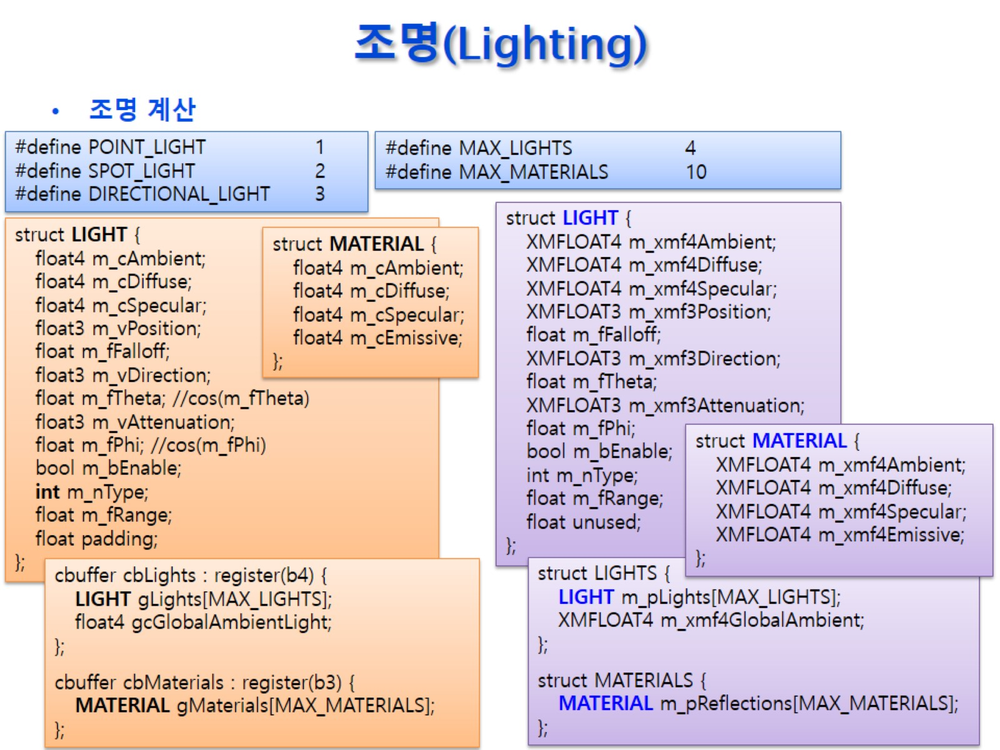 조명(Lighting)
• 조명 계산
#define POINT_LIGHT 1
#define SPOT_LIGHT 2
#define DIRECTIONAL_LIGHT 3
#define MAX_LIGHTS 4
#define MAX_MATERIALS 10
struct LIGHT {
float4 m_cAmbient;
float4 m_cDiffuse;
float4 m_cSpecular;
float3 m_vPosition;
float m_fFalloff;
float3 m_vDirection;
float m_fTheta; //cos(m_fTheta)
float3 m_vAttenuation;
float m_fPhi; //cos(m_fPhi)
bool m_bEnable;
int m_nType;
float m_fRange;
float padding;
};
struct MATERIAL {
float4 m_cAmbient;
float4 m_cDiffuse;
float4 m_cSpecular;
float4 m_cEmissive;
};
cbuffer cbLights : register(b4) {
LIGHT gLights[MAX_LIGHTS];
float4 gcGlobalAmbientLight;
};
cbuffer cbMaterials : register(b3) {
MATERIAL gMaterials[MAX_MATERIALS];
};
struct LIGHT {
XMFLOAT4 m_xmf4Ambient;
XMFLOAT4 m_xmf4Diffuse;
XMFLOAT4 m_xmf4Specular;
XMFLOAT3 m_xmf3Position;
float m_fFalloff;
XMFLOAT3 m_xmf3Direction;
float m_fTheta;
XMFLOAT3 m_xmf3Attenuation;
float m_fPhi;
bool m_bEnable;
int m_nType;
float m_fRange;
float unused;
};
struct MATERIAL {
XMFLOAT4 m_xmf4Ambient;
XMFLOAT4 m_xmf4Diffuse;
XMFLOAT4 m_xmf4Specular;
XMFLOAT4 m_xmf4Emissive;
};
struct LIGHTS {
LIGHT m_pLights[MAX_LIGHTS];
XMFLOAT4 m_xmf4GlobalAmbient;
};
struct MATERIALS {
MATERIAL m_pReflections[MAX_MATERIALS];
};